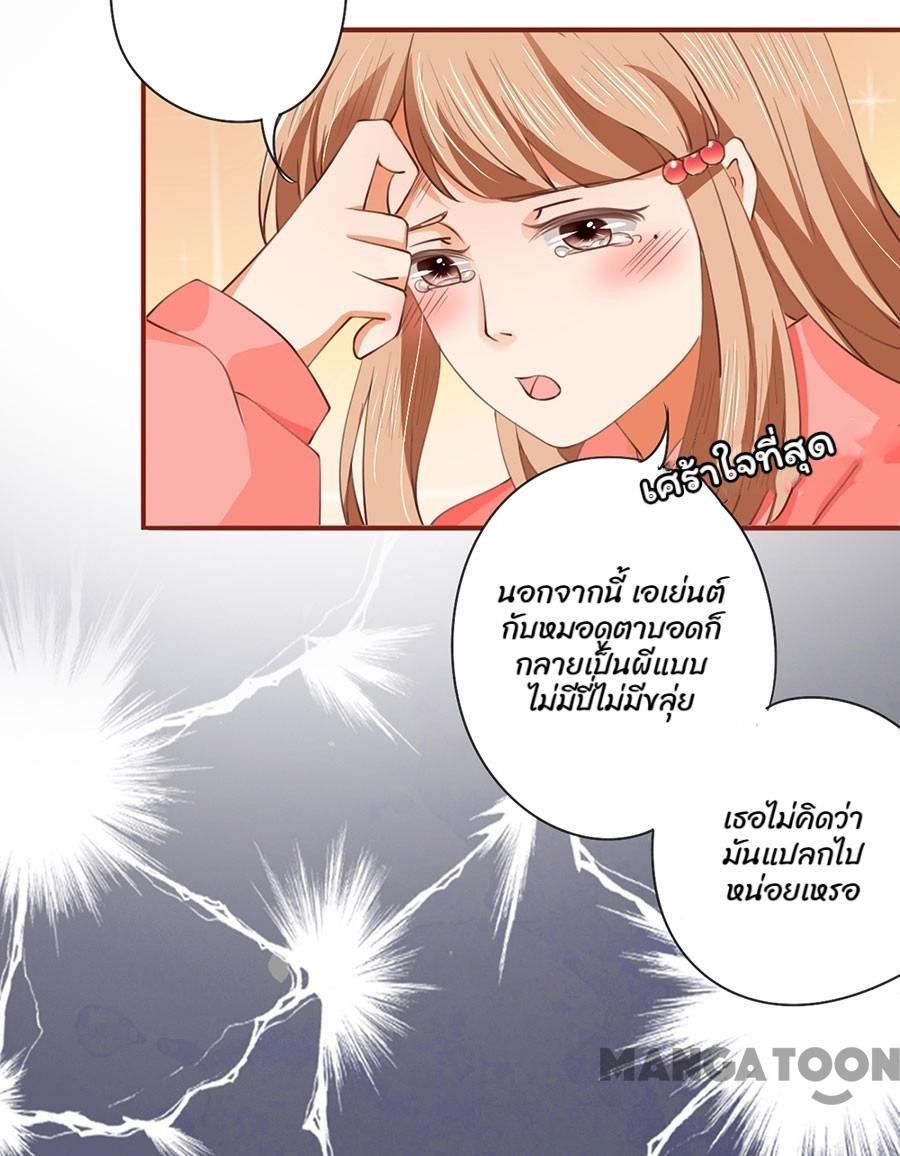 เศร้าใจที่สุด
นอกจากนี้ เอเย่นต์
กับหมอดูตาบอดก็
กลายเป็นผีแบบ
ไม่มีปี่ไม่มีขลุ่ย
เธอไม่คิดว่า
มันแปลกไป
หน่อยเหรอ
MANGATOON